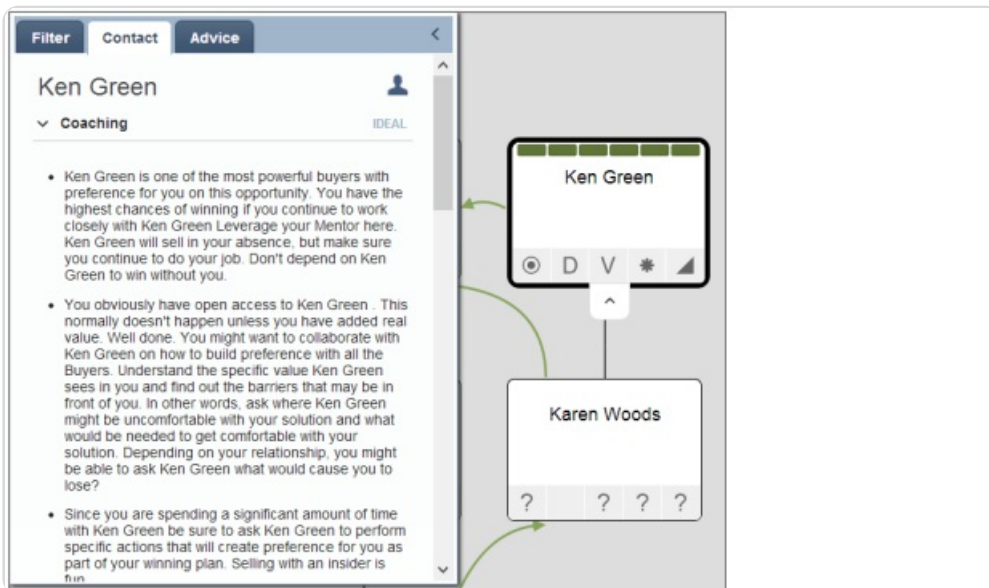 Filter Contact Advice
Ken Green
Coaching IDEAL
• Ken Green is one of the most powerful buyers with
preference for you on this opportunity. You have the
highest chances of winning if you continue to work
closely with Ken Green Leverage your Mentor here.
Ken Green will sell in your absence, but make sure
you continue to do your job. Don't depend on Ken
Green to win without you.
• You obviously have open access to Ken Green . This
normally doesn't happen unless you have added real
value. Well done. You might want to collaborate with
Ken Green on how to build preference with all the
Buyers. Understand the specific value Ken Green
sees in you and find out the barriers that may be in
front of you. In other words, ask where Ken Green
might be uncomfortable with your solution and what
would be needed to get comfortable with your
solution. Depending on your relationship, you might
be able to ask Ken Green what would cause you to
lose?
• Since you are spending a significant amount of time
with Ken Green be sure to ask Ken Green to perform
specific actions that will create preference for you as
part of your winning plan. Selling with an insider is
fun
Ken Green
D V
Karen Woods
? ? ? ?